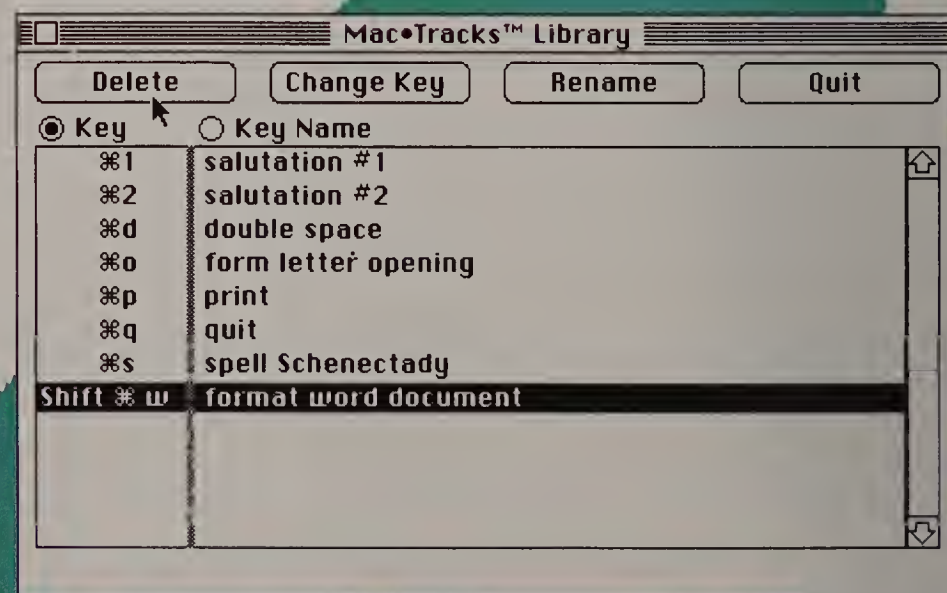 Mac•Tracks™ Library
Delete Change Key Rename Quit
Key Key Name
⌘1 salutation #1
⌘2 salutation #2
⌘d double space
⌘o form letter opening
⌘p print
⌘q quit
⌘s spell Schenectady
Shift ⌘ w format word document